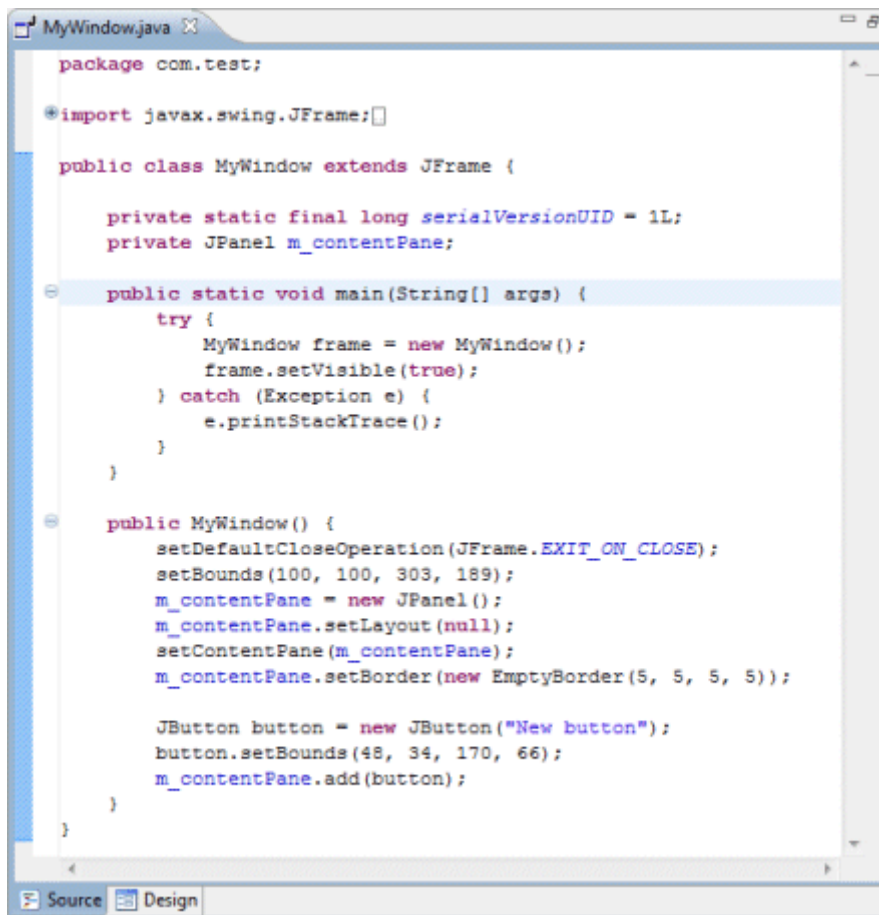 MyWindow.java
package com.test;
import javax.swing.JFrame;
public class MyWindow extends JFrame {
private static final long serialVersionUID = 1L;
private JPanel m_contentPane;
public static void main(String[] args) {
try {
MyWindow frame = new MyWindow();
frame.setVisible(true);
} catch (Exception e) {
e.printStackTrace();
}
}
public MyWindow() {
setDefaultCloseOperation(JFrame.EXIT_ON_CLOSE);
setBounds(100, 100, 303, 189);
m_contentPane = new JPanel();
m_contentPane.setLayout(null);
setContentPane(m_contentPane);
m_contentPane.setBorder(new EmptyBorder(5, 5, 5, 5));
JButton button = new JButton("New button");
button.setBounds(48, 34, 170, 66);
m_contentPane.add(button);
}
}
Source Design